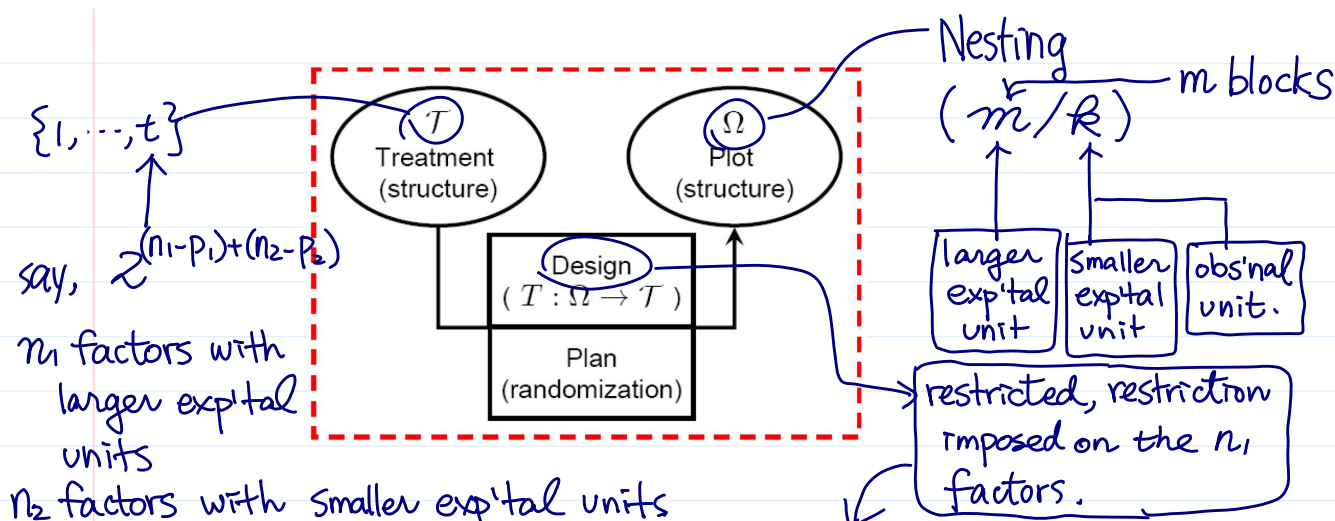 Nesting
m blocks
(m/k)
{1, ..., t}
𝒯
Treatment
(structure)
Ω
Plot
(structure)
say, 2^{(n1-p1)+(n2-p2)}
larger
exp'tal
unit
smaller
exp'tal
unit
obs'nal
unit.
Design
( T : Ω → 𝒯 )
Plan
(randomization)
n1 factors with
larger exp'tal
units
n2 factors with smaller exp'tal units
restricted, restriction
imposed on the n1
factors.